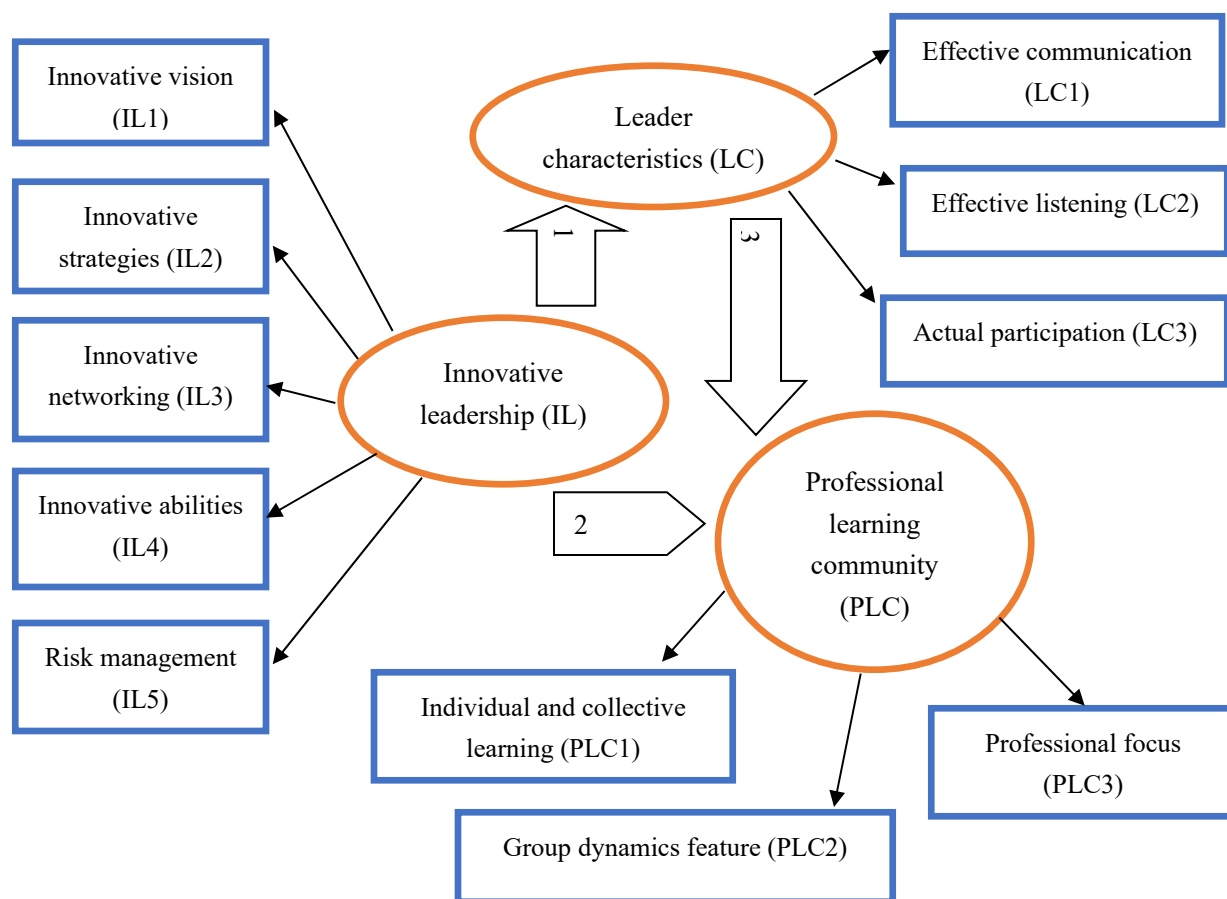 Innovative vision
(IL1)
Innovative
strategies (IL2)
Innovative
networking (IL3)
Innovative abilities
(IL4)
Risk management
(IL5)
Leader
characteristics (LC)
1
3
Innovative
leadership (IL)
2
Effective communication
(LC1)
Effective listening (LC2)
Actual participation (LC3)
Professional
learning
community
(PLC)
Individual and collective
learning (PLC1)
Group dynamics feature (PLC2)
Professional focus
(PLC3)